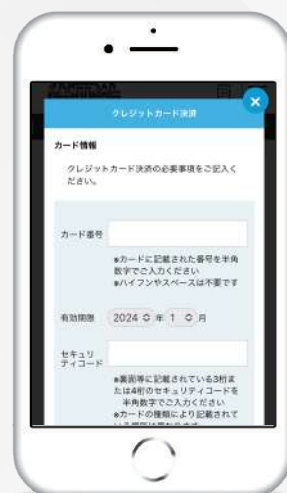 クレジットカード決済
カード情報
クレジットカード決済の必要事項をご記入く
ださい。
カード番号
※カードに記載された番号を半角
数字でご入力ください
※ハイフンやスペースは不要です
有効期限 2024 年 1 月
セキュリ
ティコード
※裏面等に記載されている3桁ま
たは4桁のセキュリティコードを
半角数字でご入力ください
※カードの種類により記載されて